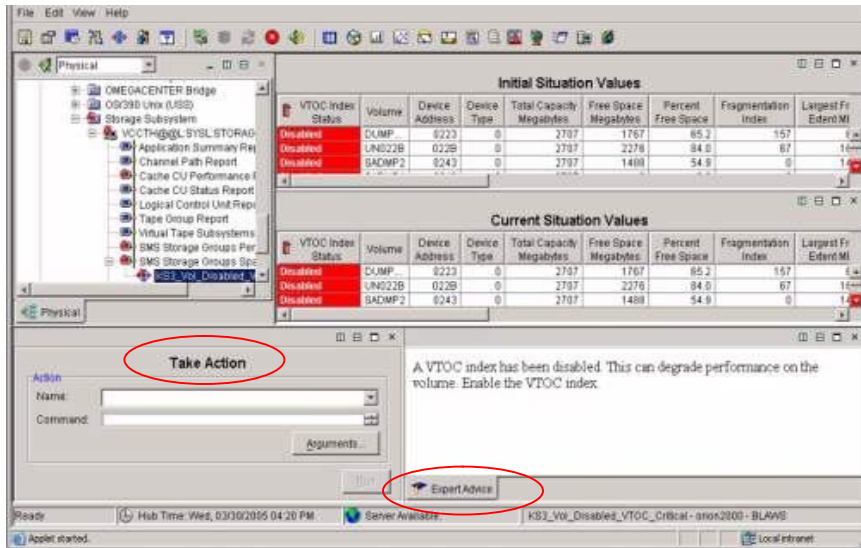 File Edit View Help
Physical
OMEGACENTER Bridge
OS/390 Unix (USS)
Storage Subsystem
Application Summary Rep
Channel Path Report
Cache CU Performance
Cache CU Status Report
Logical Control Unit Repo
Tape Group Report
Virtual Tape Subsystems
SMS Storage Groups Per
SMS Storage Groups Spa
KS3_Vol_Disabled_V
Physical
Initial Situation Values
VTOC Index Status Volume Device Address Device Type Total Capacity Megabytes Free Space Megabytes Percent Free Space Fragmentation Index Largest Fr Extent MI
Disabled DUMP... 0223 0 2707 1767 65.2 157
Disabled UN022B 022B 0 2707 2276 84.0 67
Disabled SADMP2 0243 0 2707 1488 54.9 0
Current Situation Values
VTOC Index Status Volume Device Address Device Type Total Capacity Megabytes Free Space Megabytes Percent Free Space Fragmentation Index Largest Fr Extent MI
Disabled DUMP... 0223 0 2707 1767 65.2 157
Disabled UN022B 022B 0 2707 2276 84.0 67
Disabled SADMP2 0243 0 2707 1488 54.9 0
Take Action
Action
Name:
Command:
Arguments...
Run
A VTOC index has been disabled. This can degrade performance on the
volume. Enable the VTOC index.
Expert Advice
Ready Hub Time: Wed, 03/30/2005 04:20 PM Server Available KS3_Vol_Disabled_VTOC_Critical - orion2000 - BLAWS
Applet started. Local intranet